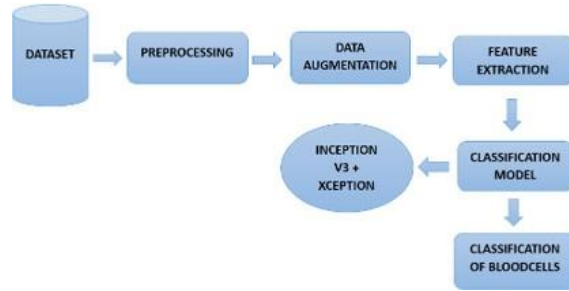 DATASET
PREPROCESSING
DATA
AUGMENTATION
FEATURE
EXTRACTION
INCEPTION
V3 +
XCEPTION
CLASSIFICATION
MODEL
CLASSIFICATION
OF BLOODCELLS